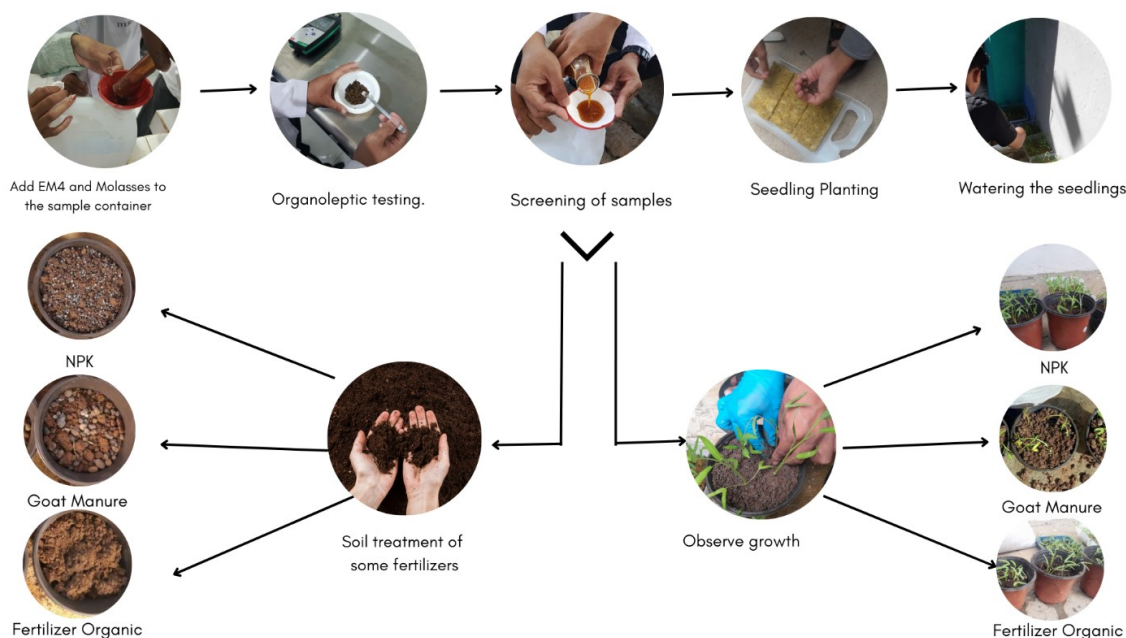 Add EM4 and Molasses to
the sample container
Organoleptic testing.
Screening of samples
Seedling Planting
Watering the seedlings
NPK
Goat Manure
Fertilizer Organic
Soil treatment of
some fertilizers
Observe growth
NPK
Goat Manure
Fertilizer Organic